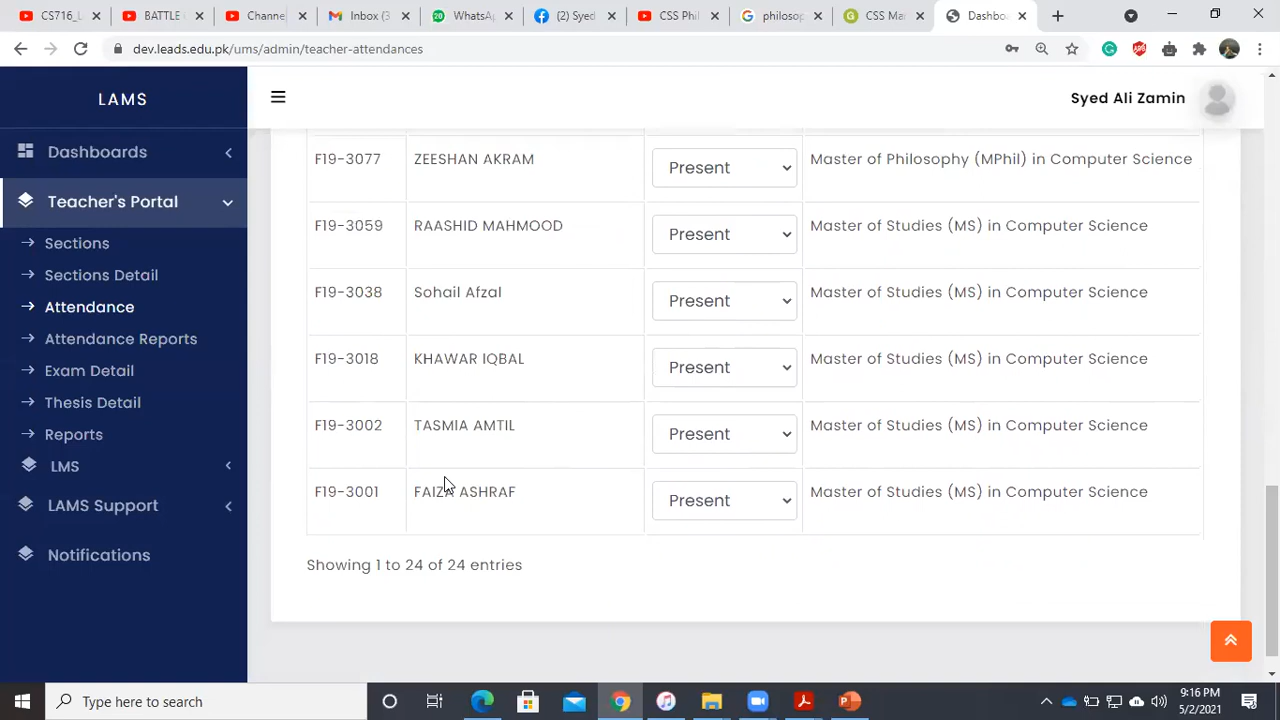 CS716_L
BATTLE
Channe
Inbox (3
WhatsA
(2) Syed
CSS Phil
philosop
CSS Ma
Dashbo
dev.leads.edu.pk/ums/admin/teacher-attendances
LAMS
Syed Ali Zamin
Dashboards
Teacher's Portal
Sections
Sections Detail
Attendance
Attendance Reports
Exam Detail
Thesis Detail
Reports
LMS
LAMS Support
Notifications
F19-3077 ZEESHAN AKRAM Present Master of Philosophy (MPhil) in Computer Science
F19-3059 RAASHID MAHMOOD Present Master of Studies (MS) in Computer Science
F19-3038 Sohail Afzal Present Master of Studies (MS) in Computer Science
F19-3018 KHAWAR IQBAL Present Master of Studies (MS) in Computer Science
F19-3002 TASMIA AMTIL Present Master of Studies (MS) in Computer Science
F19-3001 ASHRAF Present Master of Studies (MS) in Computer Science
Showing 1 to 24 of 24 entries
Type here to search
9:16 PM
5/2/2021